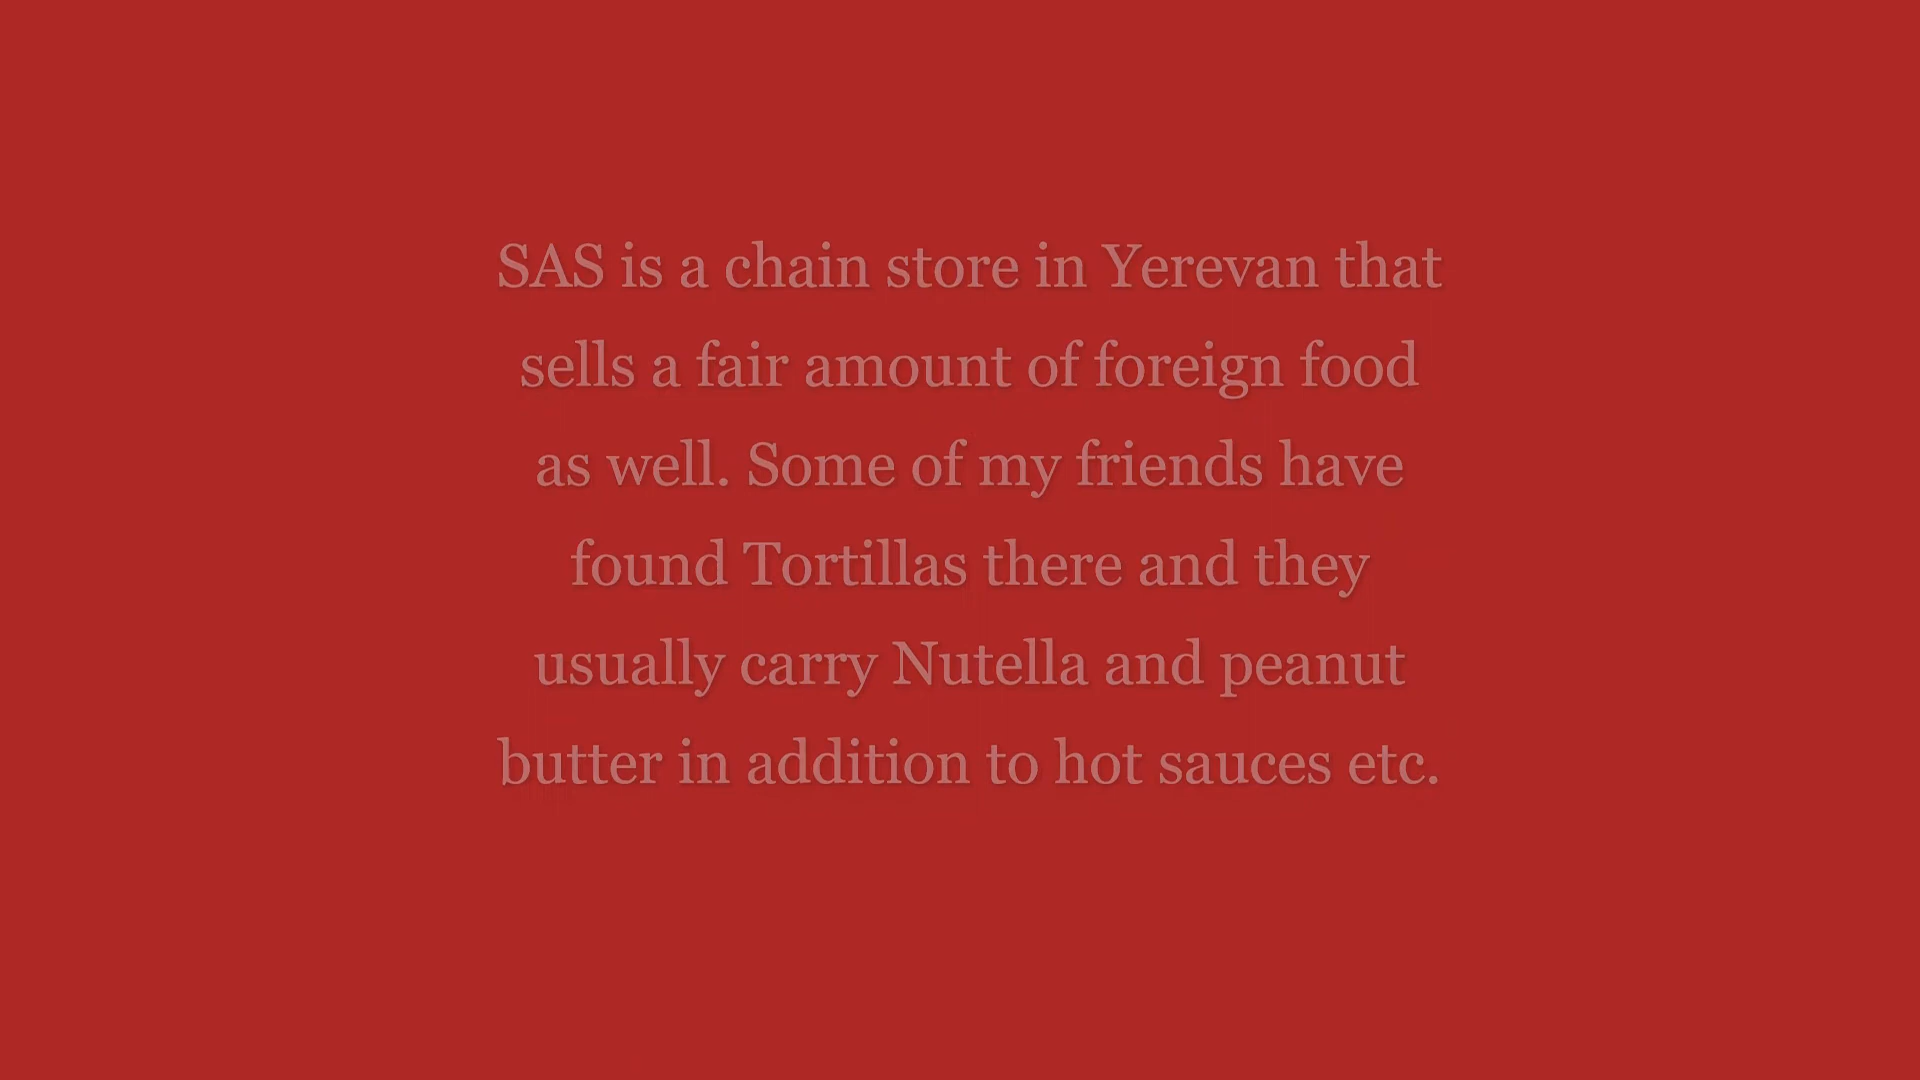 SAS is a chain store in Yerevan that
sells a fair amount of foreign food
as well. Some of my friends have
found Tortillas there and they
usually carry Nutella and peanut
butter in addition to hot sauces etc.